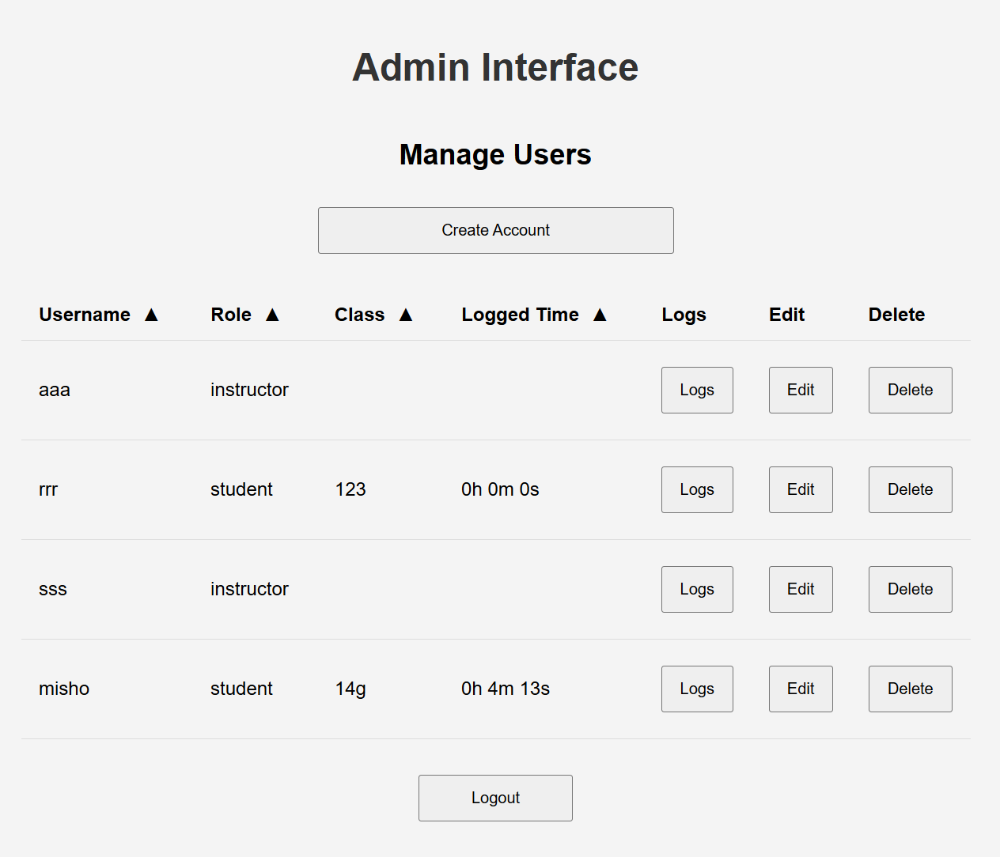 Admin Interface
Manage Users
Create Account
Username ▲ Role ▲ Class ▲ Logged Time ▲ Logs Edit Delete
aaa instructor Logs Edit Delete
rrr student 123 0h 0m 0s Logs Edit Delete
sss instructor Logs Edit Delete
misho student 14g 0h 4m 13s Logs Edit Delete
Logout